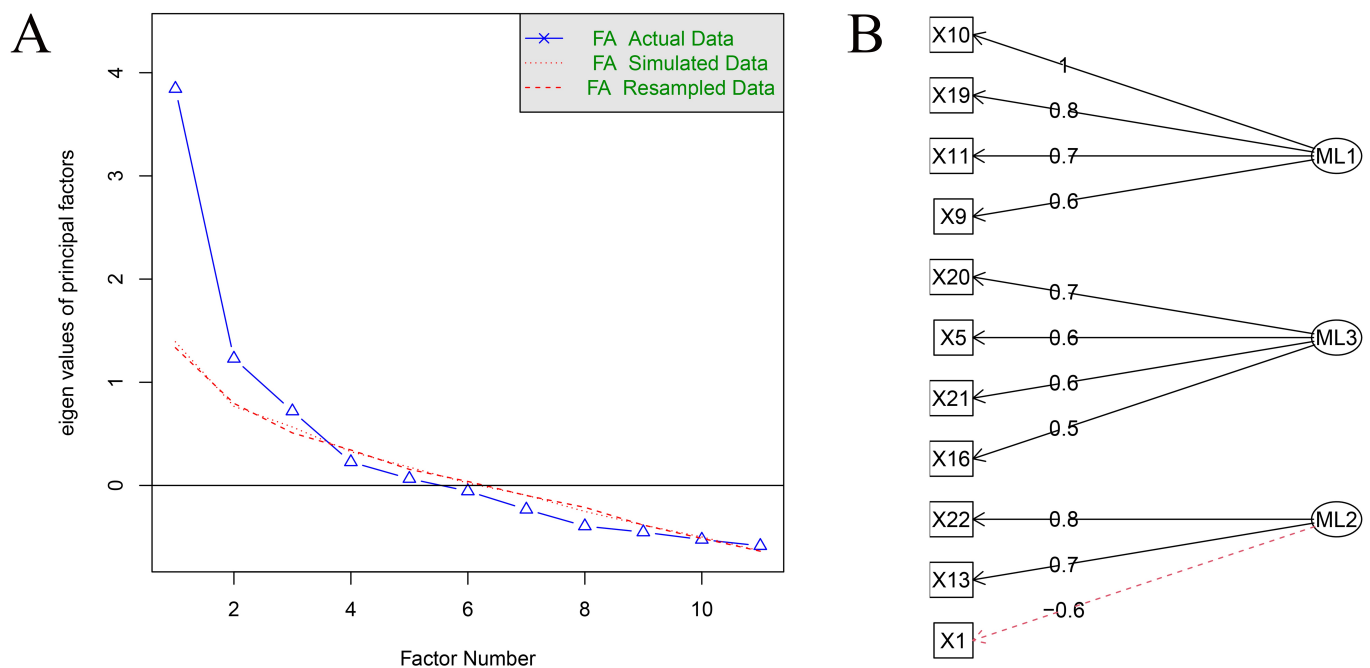 A
FA Actual Data
FA Simulated Data
FA Resampled Data
eigen values of principal factors
4
3
2
1
0
2
4
6
8
10
Factor Number
B
X10
X19
X11
X9
X20
X5
X21
X16
X22
X13
X1
1
0.8
0.7
0.6
0.7
0.6
0.6
0.5
0.8
0.7
−0.6
ML1
ML3
ML2